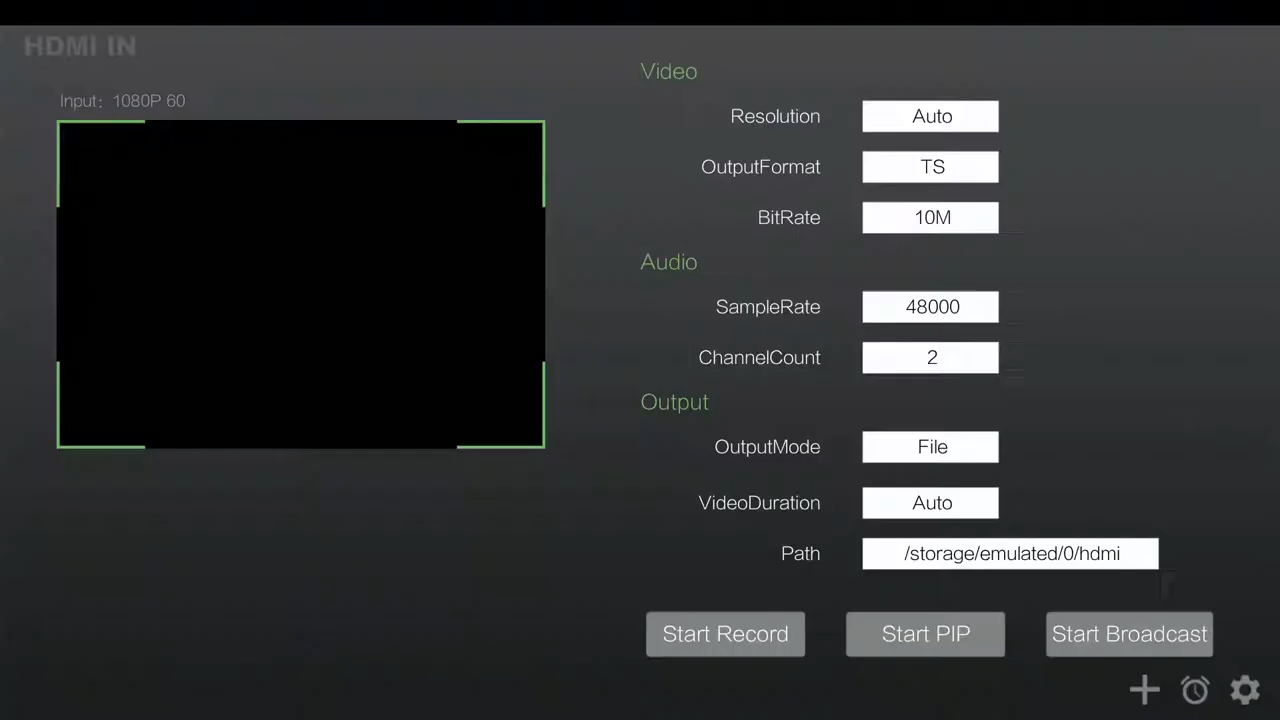 HDMI IN
Input: 1080P 60
Video
Resolution Auto
OutputFormat TS
BitRate 10M
Audio
SampleRate 48000
ChannelCount 2
Output
OutputMode File
VideoDuration Auto
Path /storage/emulated/0/hdmi
Start Record Start PIP Start Broadcast